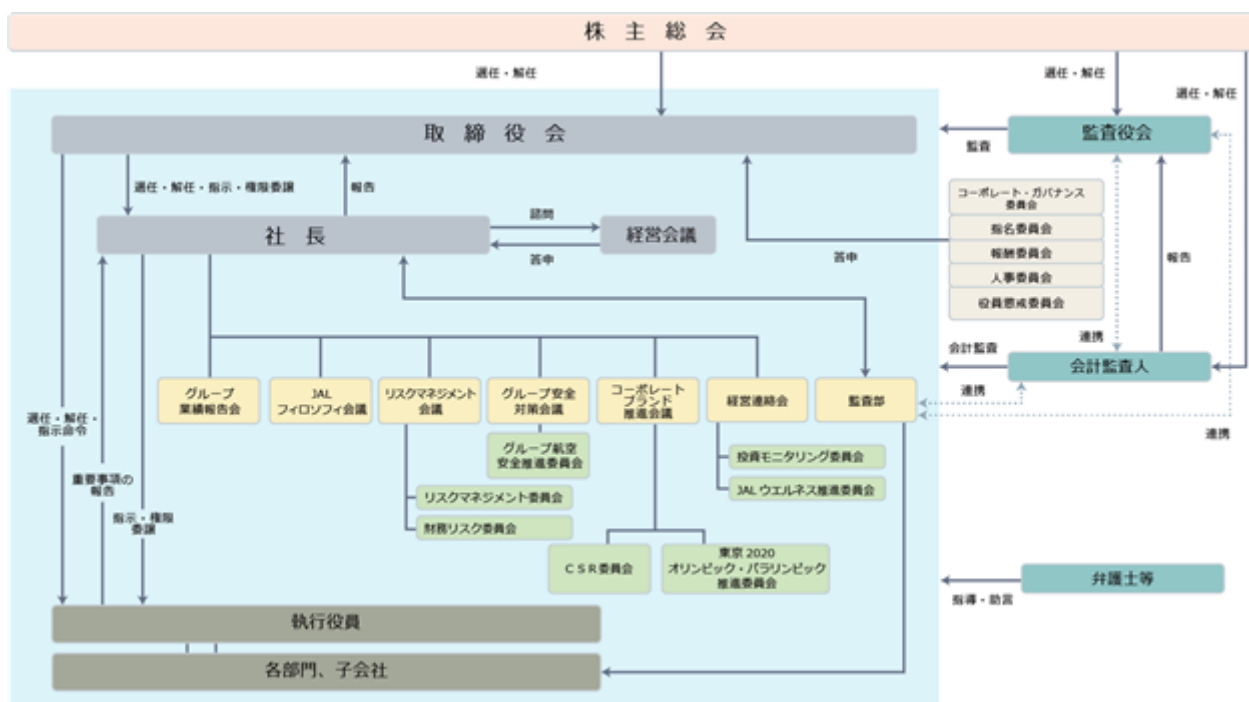 株 主 総 会
選任・解任
選任・解任
選任・解任
取 締 役 会
監査役会
監査
選任・解任・指示・権限委譲
報告
コーポレート・ガバナンス
委員会
指名委員会
報酬委員会
人事委員会
役員懲戒委員会
社 長
諮問
答申
経営会議
答申
報告
連携
会計監査
会計監査人
連携
連携
グループ
業績報告会
JAL
フィロソフィ会議
リスクマネジメント
会議
グループ安全
対策会議
コーポレート
ブランド
推進会議
経営連絡会
監査部
選任・解任・
指示命令
重要事項の
報告
指示・権限
委譲
グループ航空
安全推進委員会
リスクマネジメント委員会
財務リスク委員会
投資モニタリング委員会
JALウエルネス推進委員会
CSR委員会
東京2020
オリンピック・パラリンピック
推進委員会
弁護士等
指導・助言
執行役員
各部門、子会社